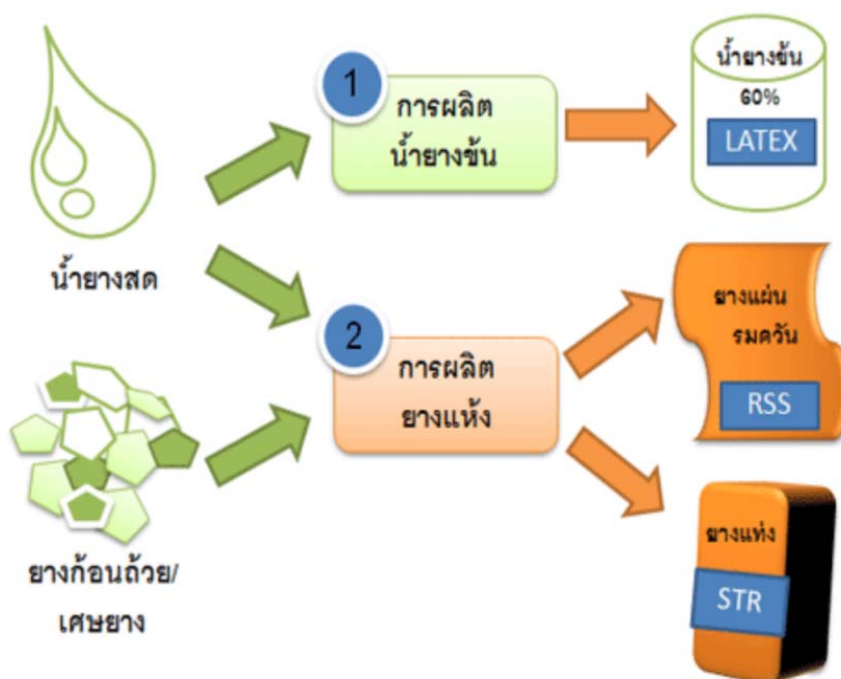 น้ำยางสด
ยางก้อนถ้วย/
เศษยาง
1
การผลิต
น้ำยางข้น
2
การผลิต
ยางแห้ง
น้ำยางข้น
60%
LATEX
ยางแผ่น
รมควัน
RSS
ยางแท่ง
STR